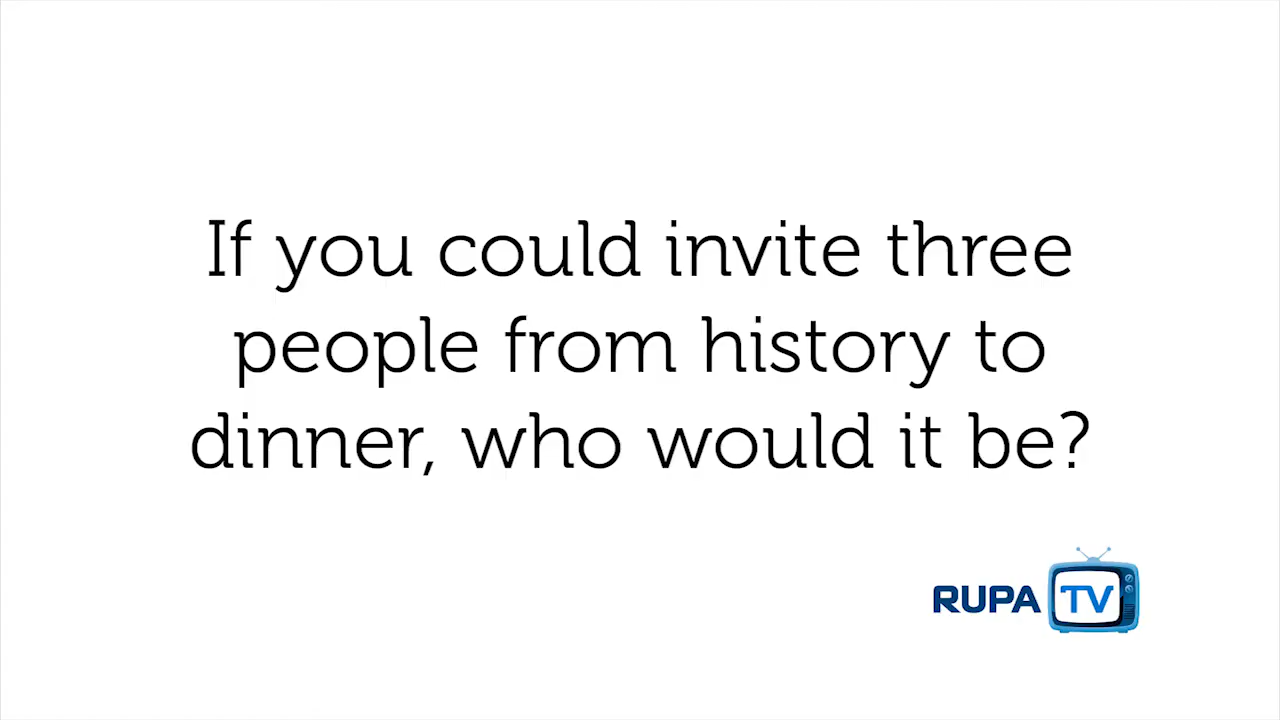 If you could invite three
people from history to
dinner, who would it be?
RUPA TV